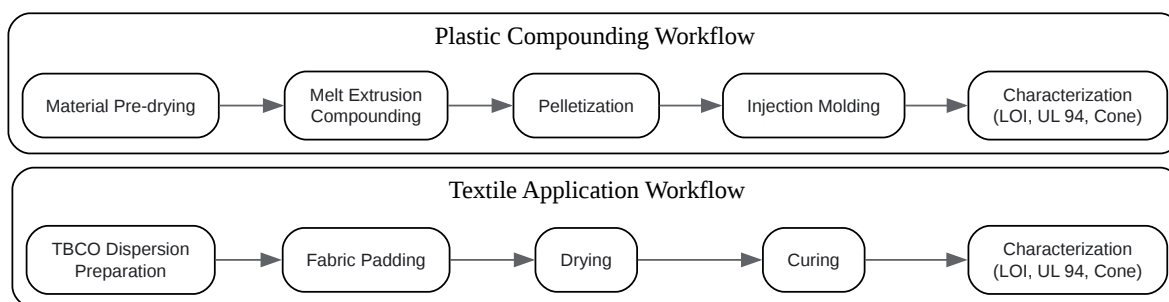 Plastic Compounding Workflow
Material Pre-drying
Melt Extrusion
Compounding
Pelletization
Injection Molding
Characterization
(LOI, UL 94, Cone)
Textile Application Workflow
TBCO Dispersion
Preparation
Fabric Padding
Drying
Curing
Characterization
(LOI, UL 94, Cone)